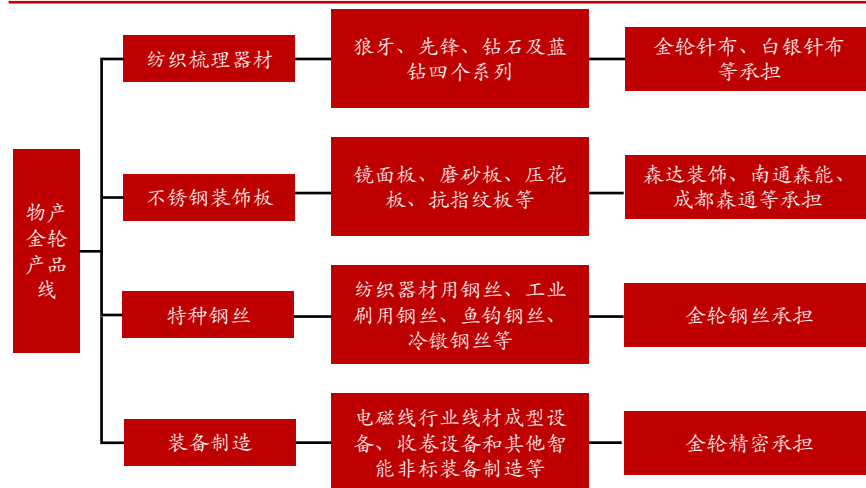 物产
金轮
产品
线
纺织梳理器材
狼牙、先锋、钻石及蓝
钻四个系列
金轮针布、白银针布
等承担
不锈钢装饰板
镜面板、磨砂板、压花
板、抗指纹板等
森达装饰、南通森能、
成都森通等承担
特种钢丝
纺织器材用钢丝、工业
刷用钢丝、鱼钩钢丝、
冷镦钢丝等
金轮钢丝承担
装备制造
电磁线行业线材成型设
备、收卷设备和其他智
能非标装备制造等
金轮精密承担